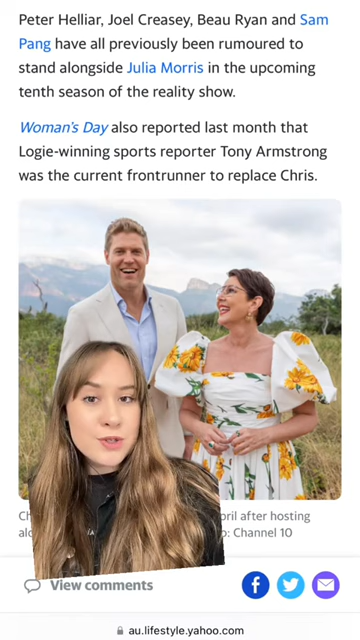 Peter Helliar, Joel Creasey, Beau Ryan and Sam
Pang have all previously been rumoured to
stand alongside Julia Morris in the upcoming
tenth season of the reality show.
Woman's Day also reported last month that
Logie-winning sports reporter Tony Armstrong
was the current frontrunner to replace Chris.
pril after hosting
: Channel 10
View comments
au.lifestyle.yahoo.com